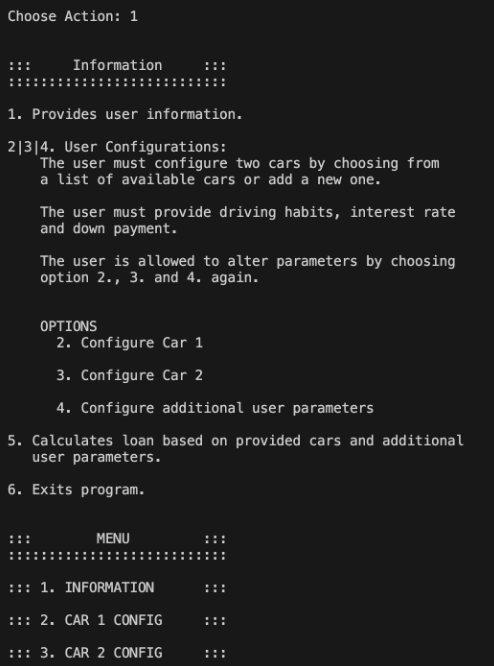 Choose Action: 1
:::     Information     :::
:::::::::::::::::::::::::::
1. Provides user information.
2|3|4. User Configurations:
The user must configure two cars by choosing from
a list of available cars or add a new one.
The user must provide driving habits, interest rate
and down payment.
The user is allowed to alter parameters by choosing
option 2., 3. and 4. again.
OPTIONS
2. Configure Car 1
3. Configure Car 2
4. Configure additional user parameters
5. Calculates loan based on provided cars and additional
user parameters.
6. Exits program.
:::        MENU         :::
:::::::::::::::::::::::::::
::: 1. INFORMATION      :::
::: 2. CAR 1 CONFIG     :::
::: 3. CAR 2 CONFIG     :::